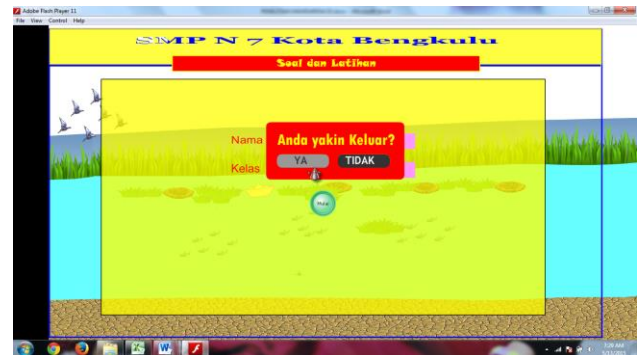 Adobe Flash Player 11
File View Control Help
SMP N 7 Kota Bengkulu
Soal dan Latihan
Nama
Anda yakin Keluar?
YA TIDAK
Kelas
Mulai